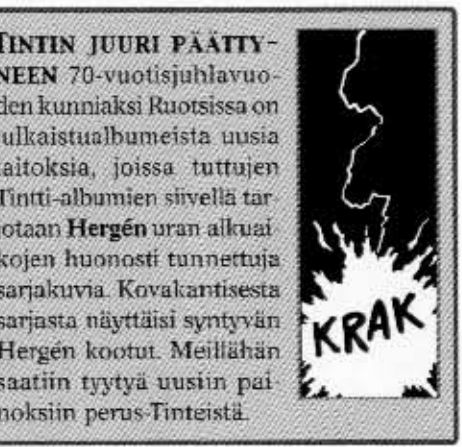 TINTIN JUURI PÄÄTTY-
NEEN 70-vuotisjuhlavuo-
den kunniaksi Ruotsissa on
julkaistualbumeista uusia
laitoksia, joissa tuttujen
Tintti-albumien siivellä tar-
jotaan Hergén uran alkuai-
kojen huonosti tunnettuja
sarjakuvia. Kovakantisesta
sarjasta näyttäisi syntyvän
Hergén kootut. Meillähän
saatiin tyytyä uusiin pai-
noksiin perus-Tinteistä.
KRAK